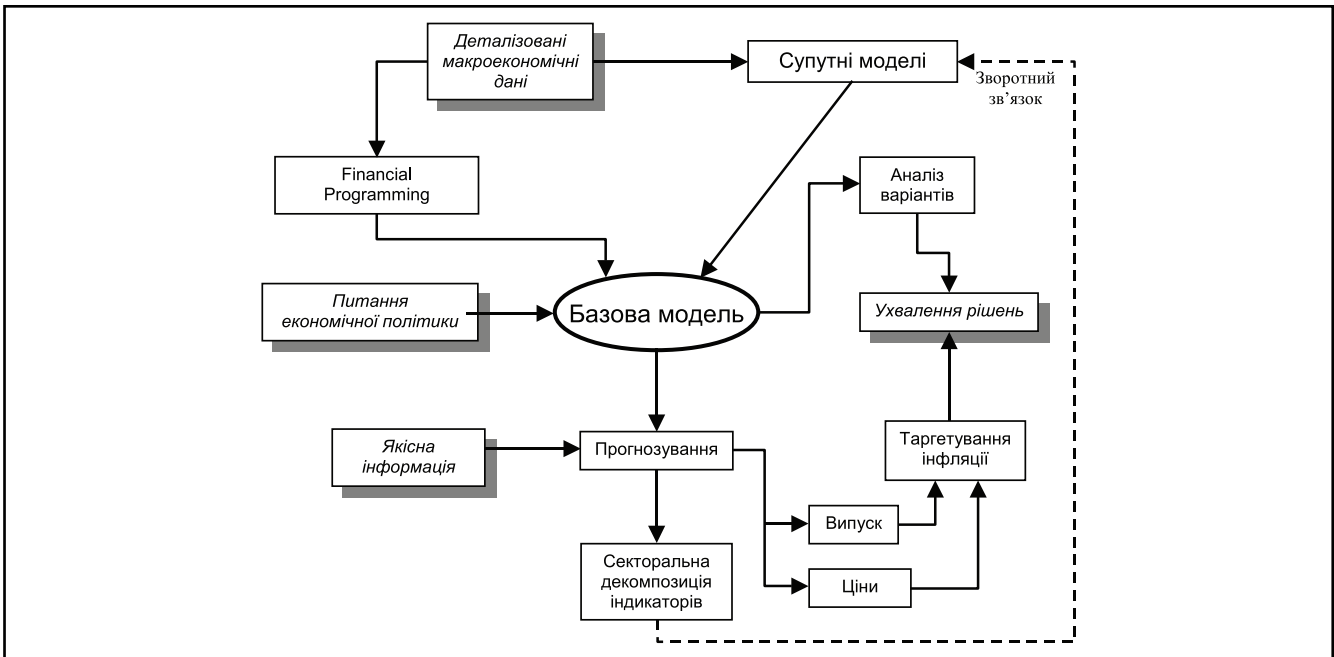 Деталізовані
макроекономічні
дані
Супутні моделі
Зворотний
зв’язок
Financial
Programming
Аналіз
варіантів
Питання
економічної політики
Базова модель
Ухвалення рішень
Якісна
інформація
Прогнозування
Таргетування
інфляції
Випуск
Секторальна
декомпозиція
індикаторів
Ціни